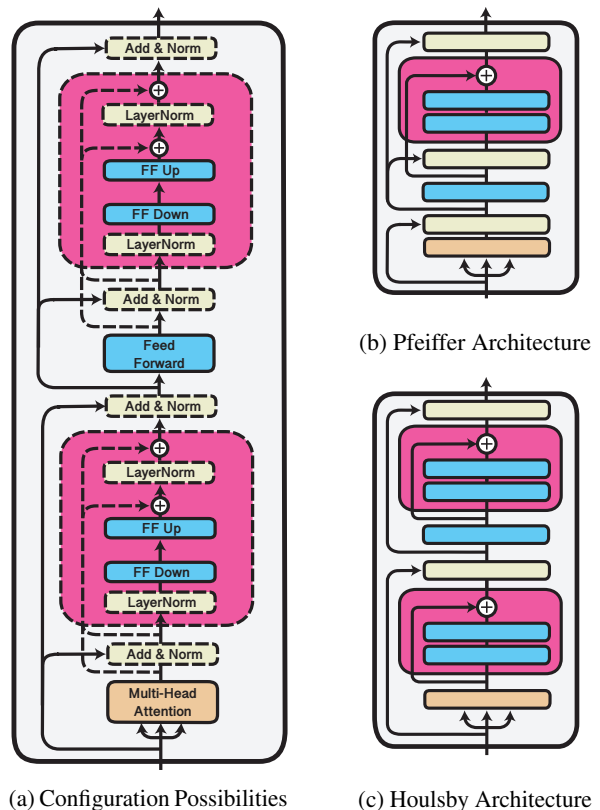 Add & Norm
LayerNorm
FF Up
FF Down
LayerNorm
Add & Norm
Feed
Forward
Add & Norm
LayerNorm
FF Up
FF Down
LayerNorm
Add & Norm
Multi-Head
Attention
(a) Configuration Possibilities
(b) Pfeiffer Architecture
(c) Houlsby Architecture